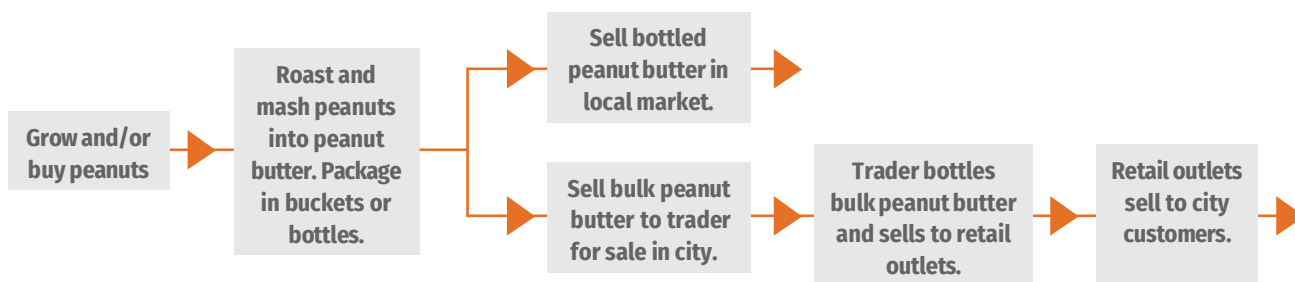 Grow and/or
buy peanuts
Roast and
mash peanuts
into peanut
butter. Package
in buckets or
bottles.
Sell bottled
peanut butter in
local market.
Sell bulk peanut
butter to trader
for sale in city.
Trader bottles
bulk peanut butter
and sells to retail
outlets.
Retail outlets
sell to city
customers.